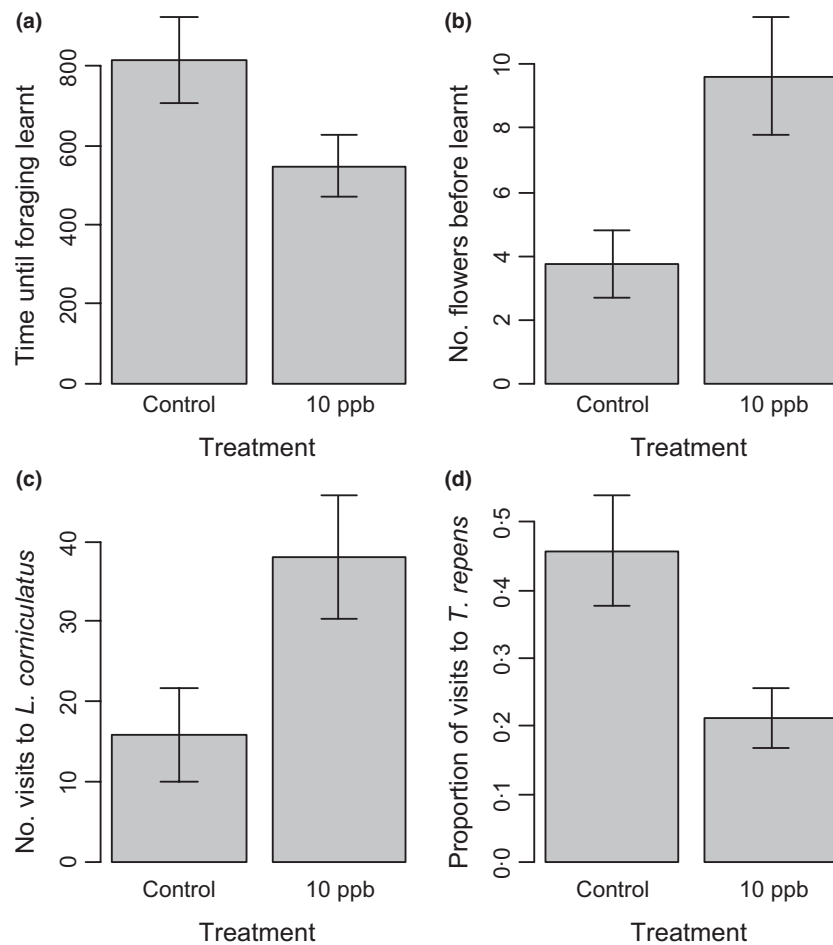 (a)
Time until foraging learnt
800
600
400
200
0
Control
10 ppb
Treatment
(b)
No. flowers before learnt
10
8
6
4
2
0
Control
10 ppb
Treatment
(c)
No. visits to L. corniculatus
40
30
20
10
0
Control
10 ppb
Treatment
(d)
Proportion of visits to T. repens
0·5
0·4
0·3
0·2
0·1
0·0
Control
10 ppb
Treatment